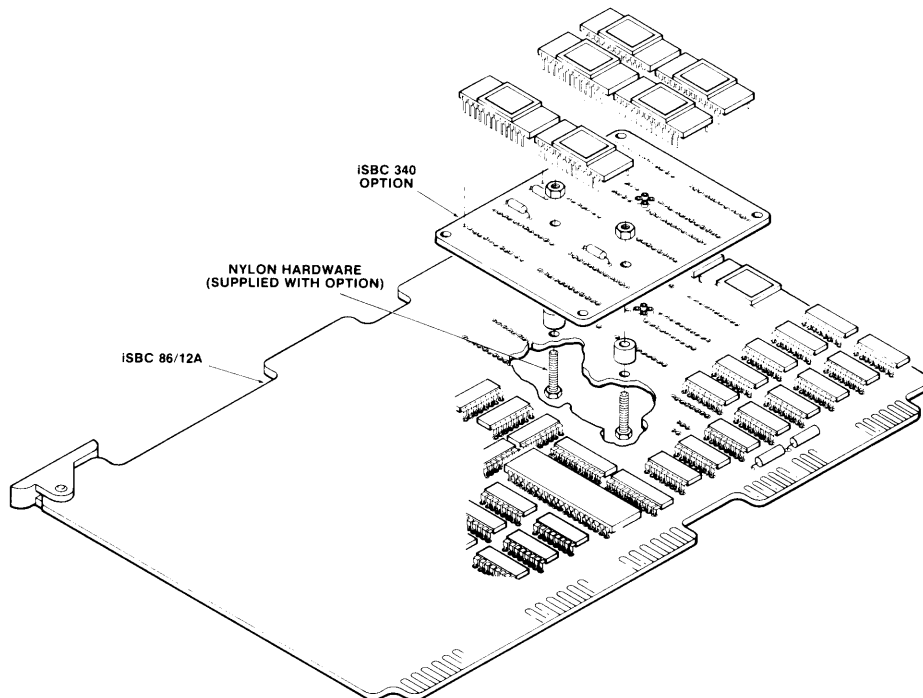 iSBC 340
OPTION
NYLON HARDWARE
(SUPPLIED WITH OPTION)
iSBC 86/12A